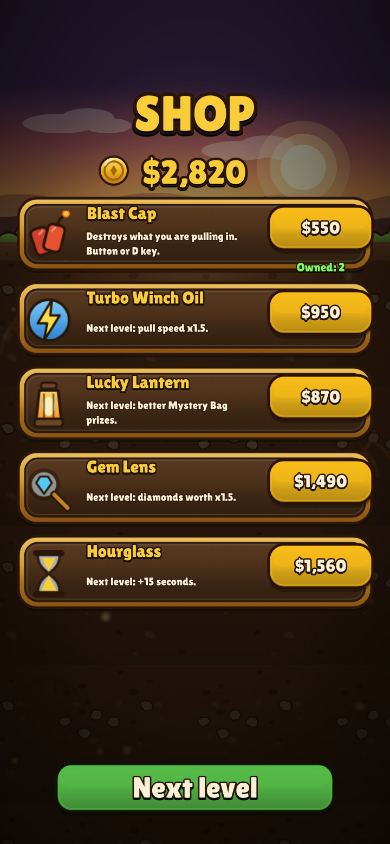 SHOP
$2,820
Blast Cap
Destroys what you are pulling in.
Button or D key.
$550
Owned: 2
Turbo Winch Oil
Next level: pull speed x1.5.
$950
Lucky Lantern
Next level: better Mystery Bag
prizes.
$870
Gem Lens
Next level: diamonds worth x1.5.
$1,490
Hourglass
Next level: +15 seconds.
$1,560
Next level